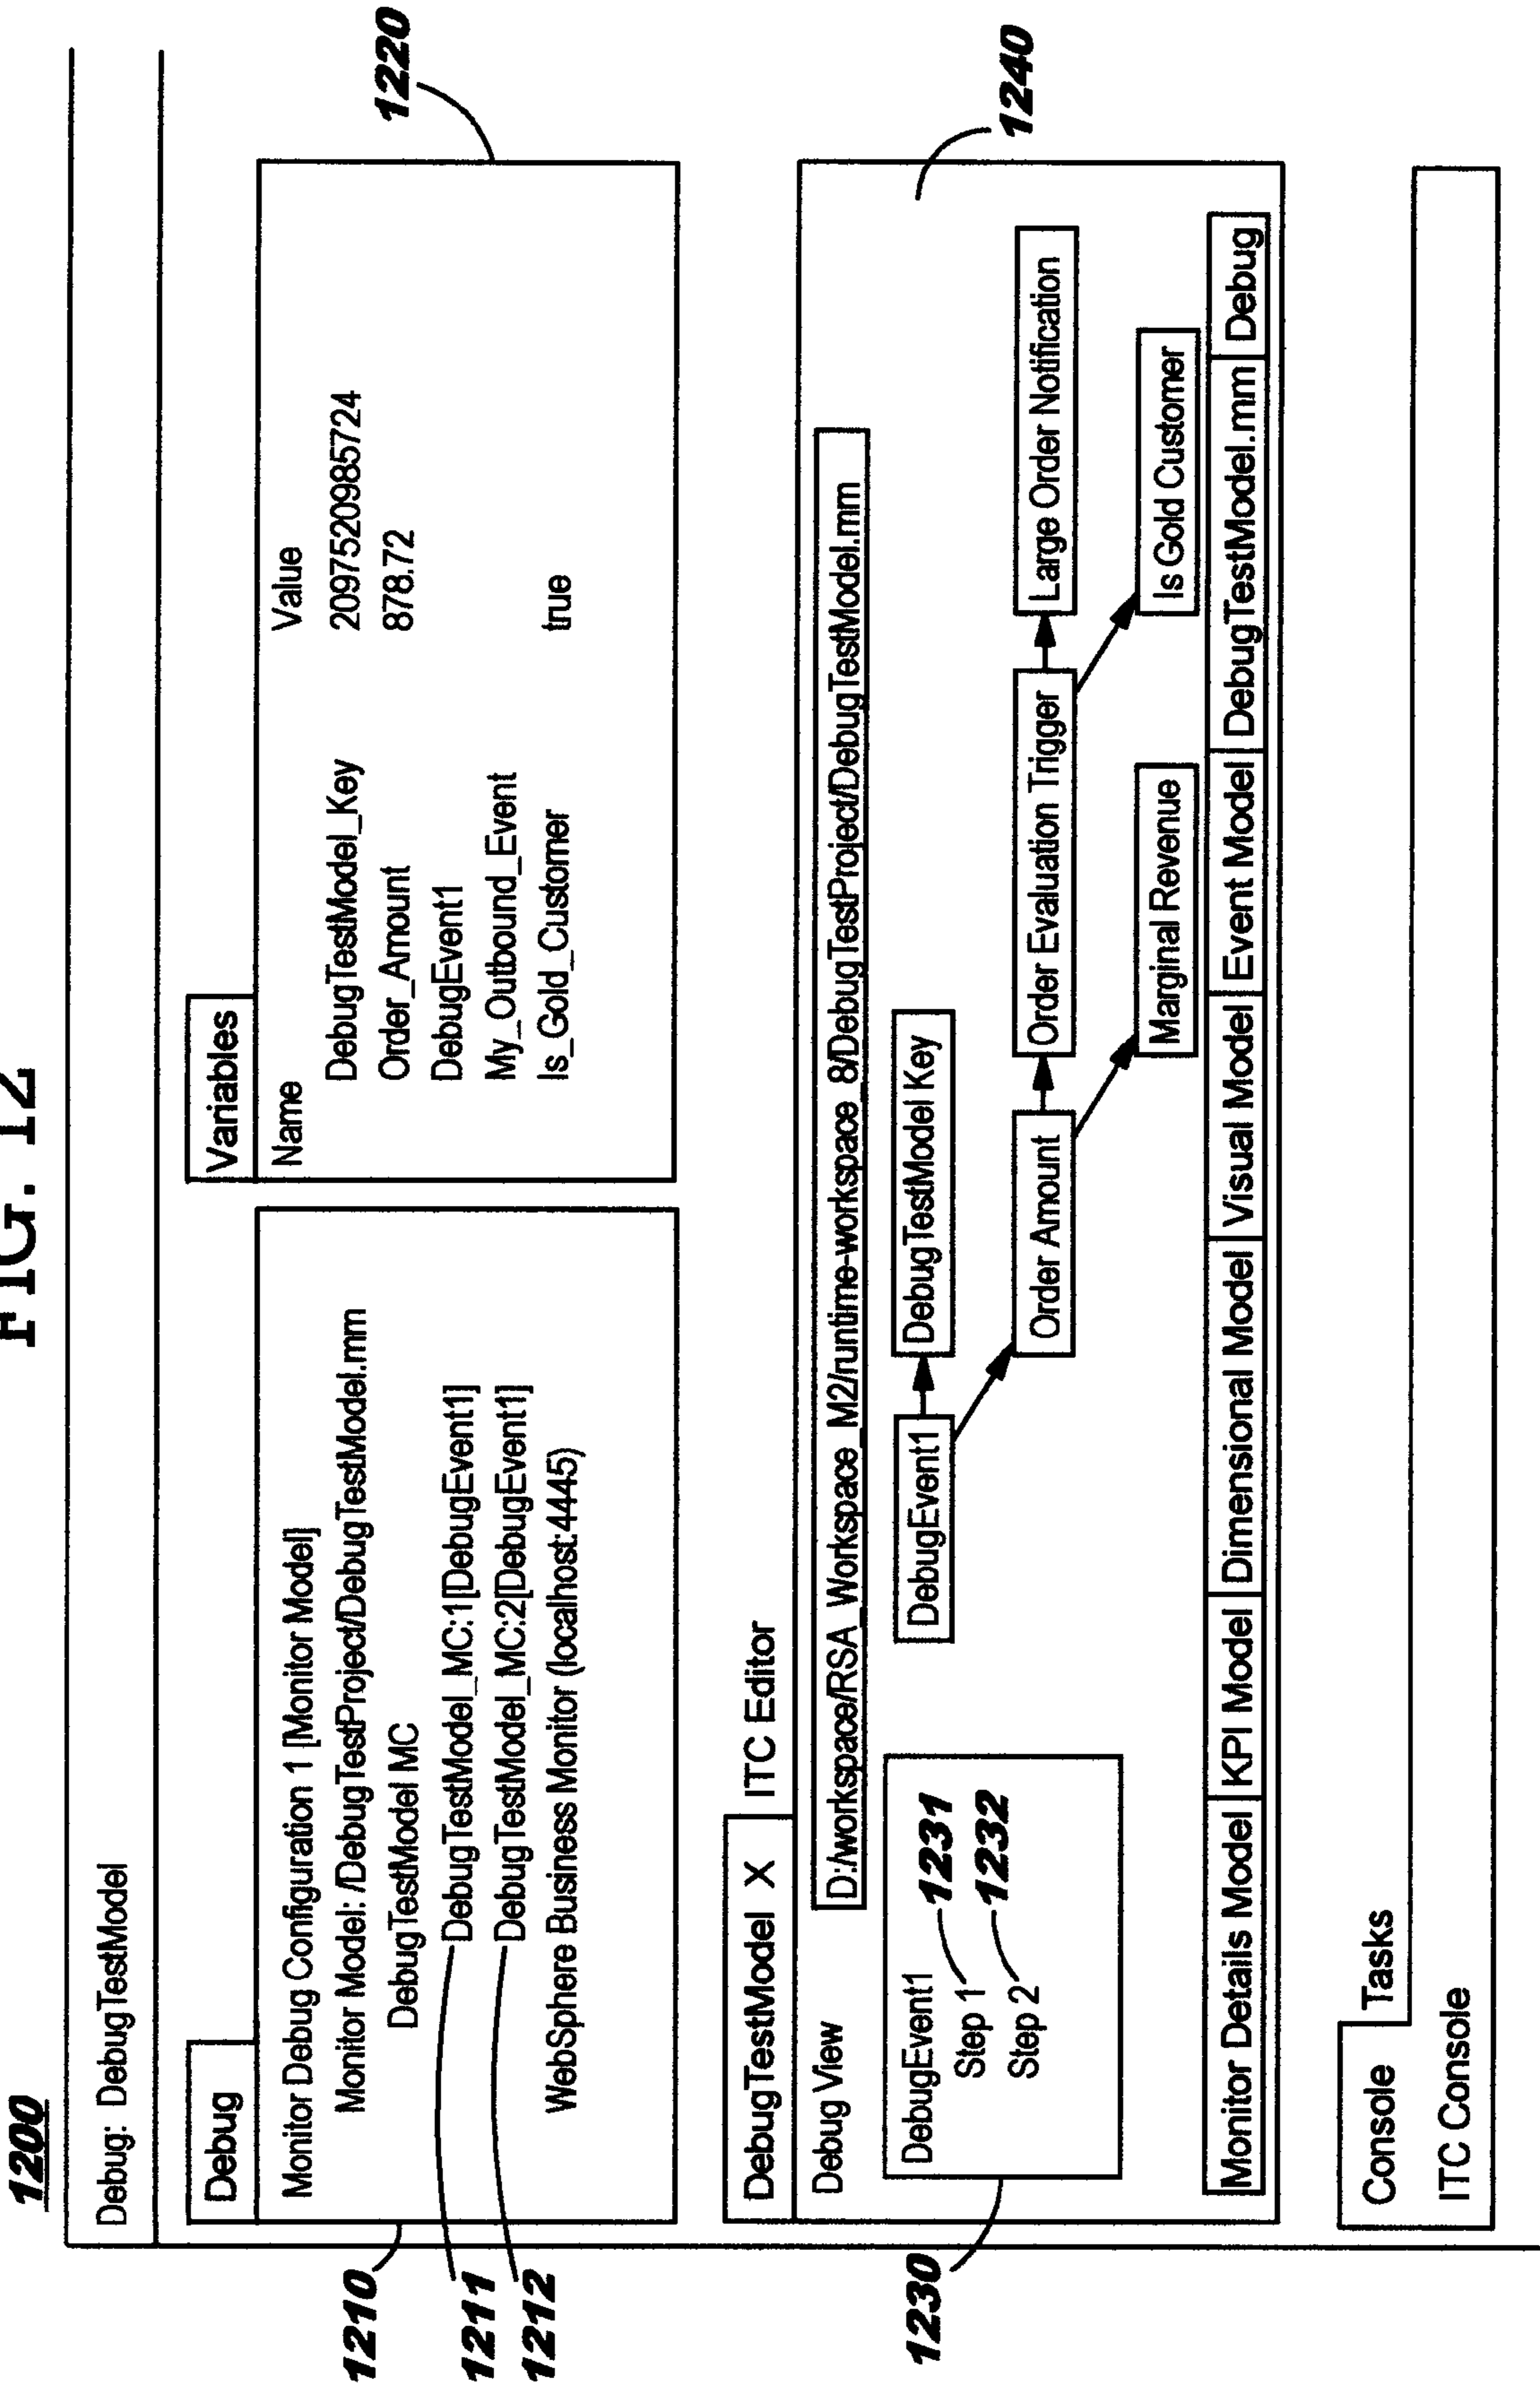 FIG. 12
1200
Debug: DebugTestModel
Debug
Monitor Debug Configuration 1 [Monitor Model]
Monitor Model: /DebugTestProject/DebugTestModel.mm
DebugTestModel MC
DebugTestModel_MC:1[DebugEvent1]
DebugTestModel_MC:2[DebugEvent1]
WebSphere Business Monitor (localhost:4445)
1210
1211
1212
Variables
Name Value
DebugTestModel_Key 2097520985724
Order_Amount 878.72
DebugEvent1
My_Outbound_Event
Is_Gold_Customer true
1220
DebugTestModel X ITC Editor
Debug View
D:/workspace/RSA_Workspace_M2/runtime-workspace_8/DebugTestProject/DebugTestModel.mm
DebugEvent1
Step 1 1231
Step 2 1232
1230
DebugEvent1
DebugTestModel Key
Order Amount
Order Evaluation Trigger
Large Order Notification
Marginal Revenue
Is Gold Customer
1240
Monitor Details Model KPI Model Dimensional Model Visual Model Event Model DebugTestModel.mm Debug
Console Tasks
ITC Console